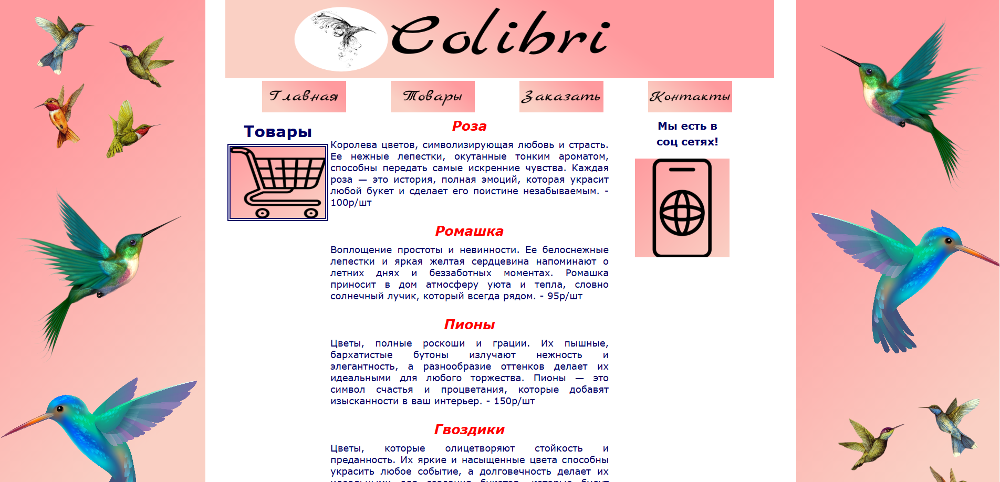 Colibri
Главная
Товары
Заказать
Контакты
Товары
Роза
Королева цветов, символизирующая любовь и страсть.
Ее нежные лепестки, окутанные тонким ароматом,
способны передать самые искренние чувства. Каждая
роза — это история, полная эмоций, которая украсит
любой букет и сделает его поистине незабываемым. -
100р/шт
Ромашка
Воплощение простоты и невинности. Ее белоснежные
лепестки и яркая желтая сердцевина напоминают о
летних днях и беззаботных моментах. Ромашка
приносит в дом атмосферу уюта и тепла, словно
солнечный лучик, который всегда рядом. - 95р/шт
Пионы
Цветы, полные роскоши и грации. Их пышные,
бархатистые бутоны излучают нежность и
элегантность, а разнообразие оттенков делает их
идеальными для любого торжества. Пионы — это
символ счастья и процветания, которые добавят
изысканности в ваш интерьер. - 150р/шт
Гвоздики
Цветы, которые олицетворяют стойкость и
преданность. Их яркие и насыщенные цвета способны
украсить любое событие, а долговечность делает их
идеальными для создания букетов, которые будут
Мы есть в
соц сетях!